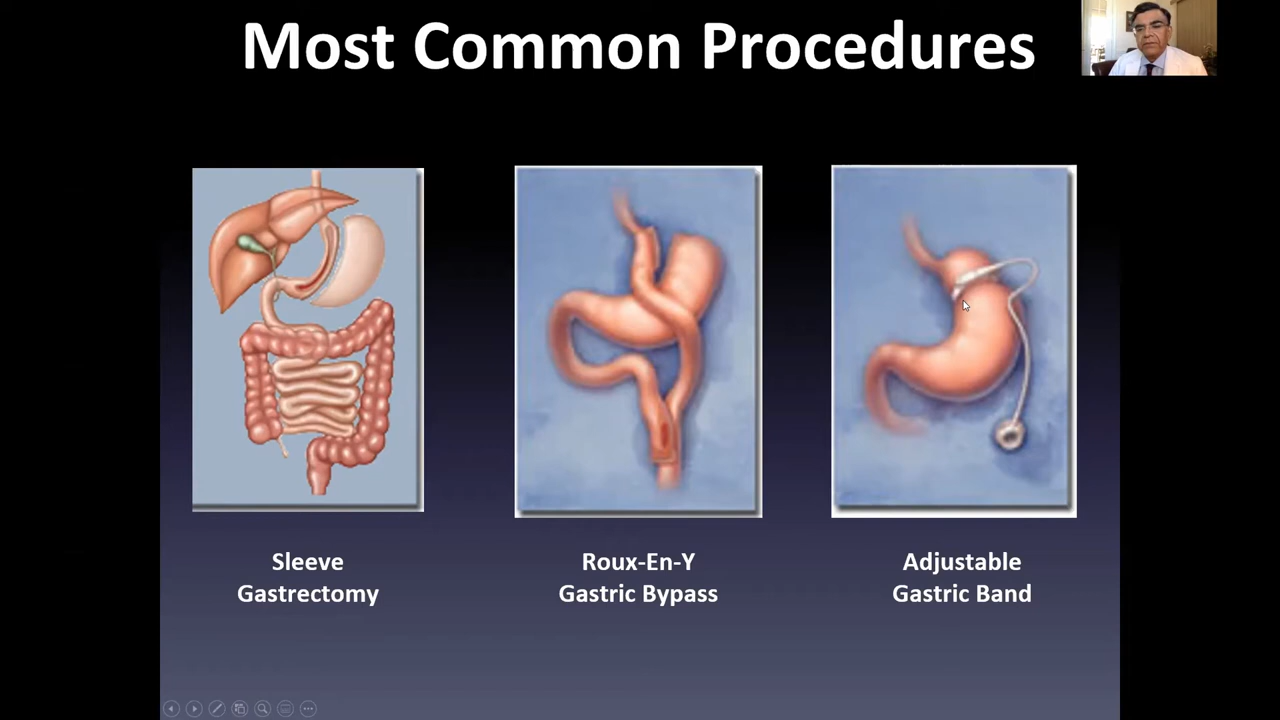 Most Common Procedures
Sleeve
Gastrectomy
Roux-En-Y
Gastric Bypass
Adjustable
Gastric Band